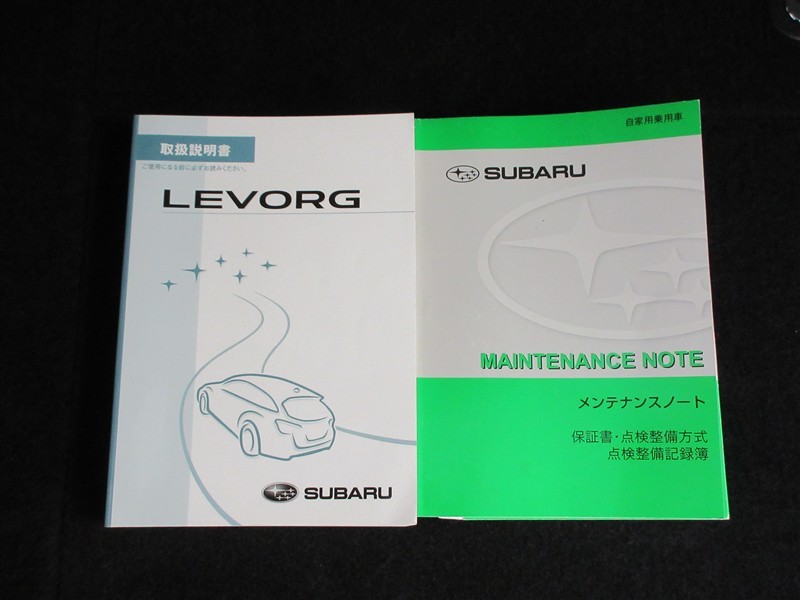 取扱説明書
ご使用になる前に必ずお読みください。
LEVORG
SUBARU
自家用乗用車
SUBARU
MAINTENANCE NOTE
メンテナンスノート
保証書・点検整備方式
点検整備記録簿